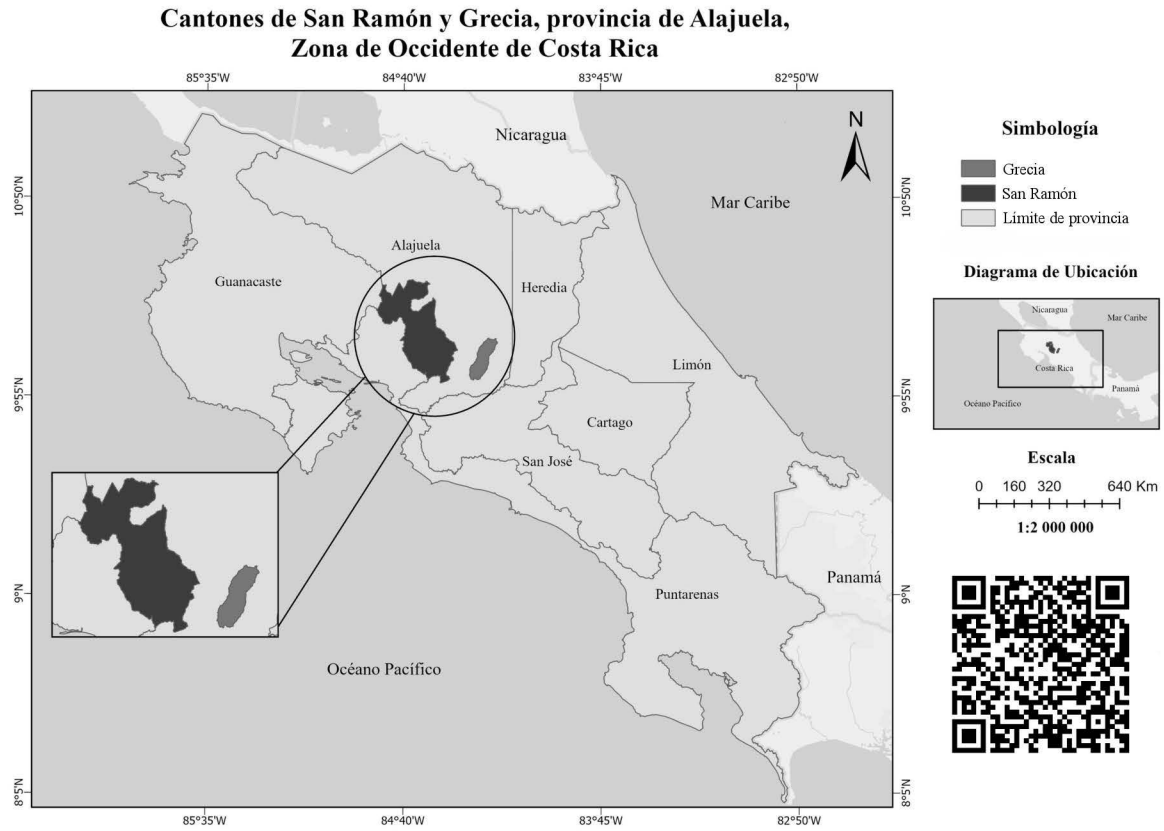 Cantones de San Ramón y Grecia, provincia de Alajuela,
Zona de Occidente de Costa Rica
85°35'W
84°40'W
83°45'W
82°50'W
10°50'N
9°55'N
9°N
8°5'N
10°50'N
9°55'N
9°N
8°5'N
85°35'W
84°40'W
83°45'W
82°50'W
N
Nicaragua
Mar Caribe
Alajuela
Guanacaste
Heredia
Limón
Cartago
San José
Puntarenas
Panamá
Océano Pacífico
Simbología
Grecia
San Ramón
Límite de provincia
Diagrama de Ubicación
Nicaragua
Mar Caribe
Costa Rica
Panamá
Océano Pacífico
Escala
0 160 320 640 Km
1:2 000 000